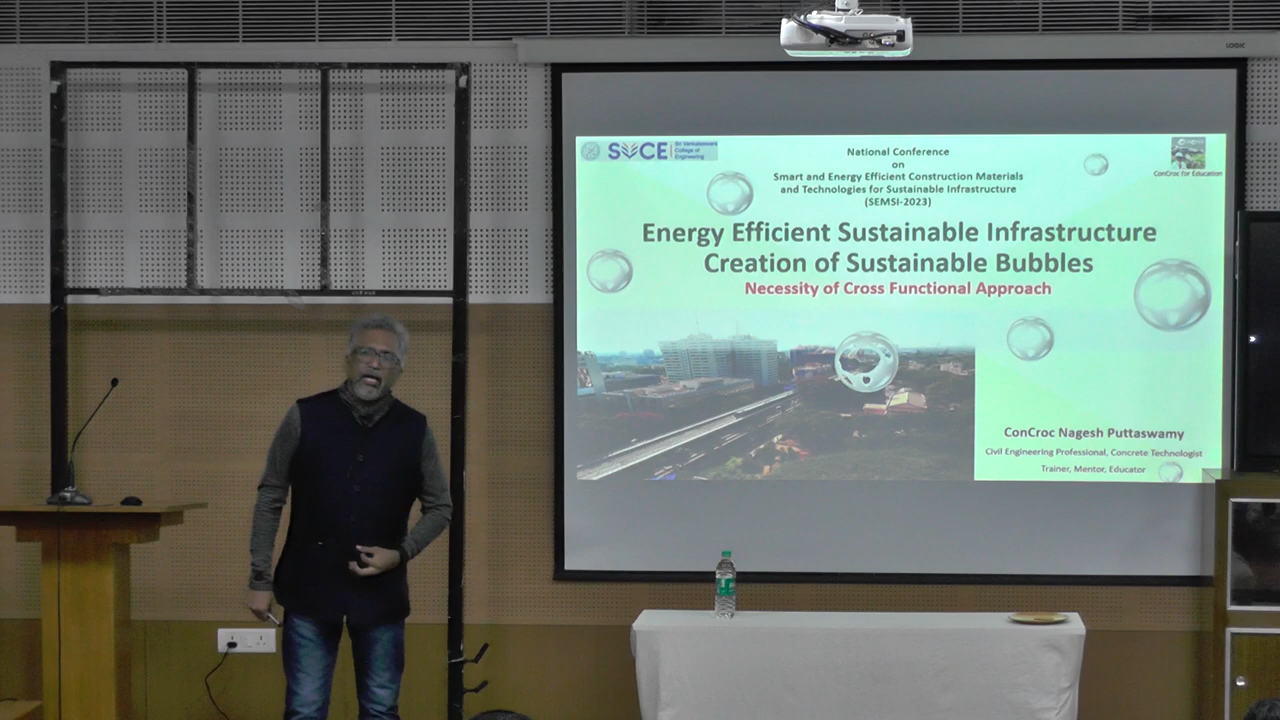 LOGIC
SVCE
Sri Venkateswara
College of
Engineering
National Conference
on
Smart and Energy Efficient Construction Materials
and Technologies for Sustainable Infrastructure
(SEMSI-2023)
ConCroc for Education
Energy Efficient Sustainable Infrastructure
Creation of Sustainable Bubbles
Necessity of Cross Functional Approach
ConCroc Nagesh Puttaswamy
Civil Engineering Professional, Concrete Technologist
Trainer, Mentor, Educator